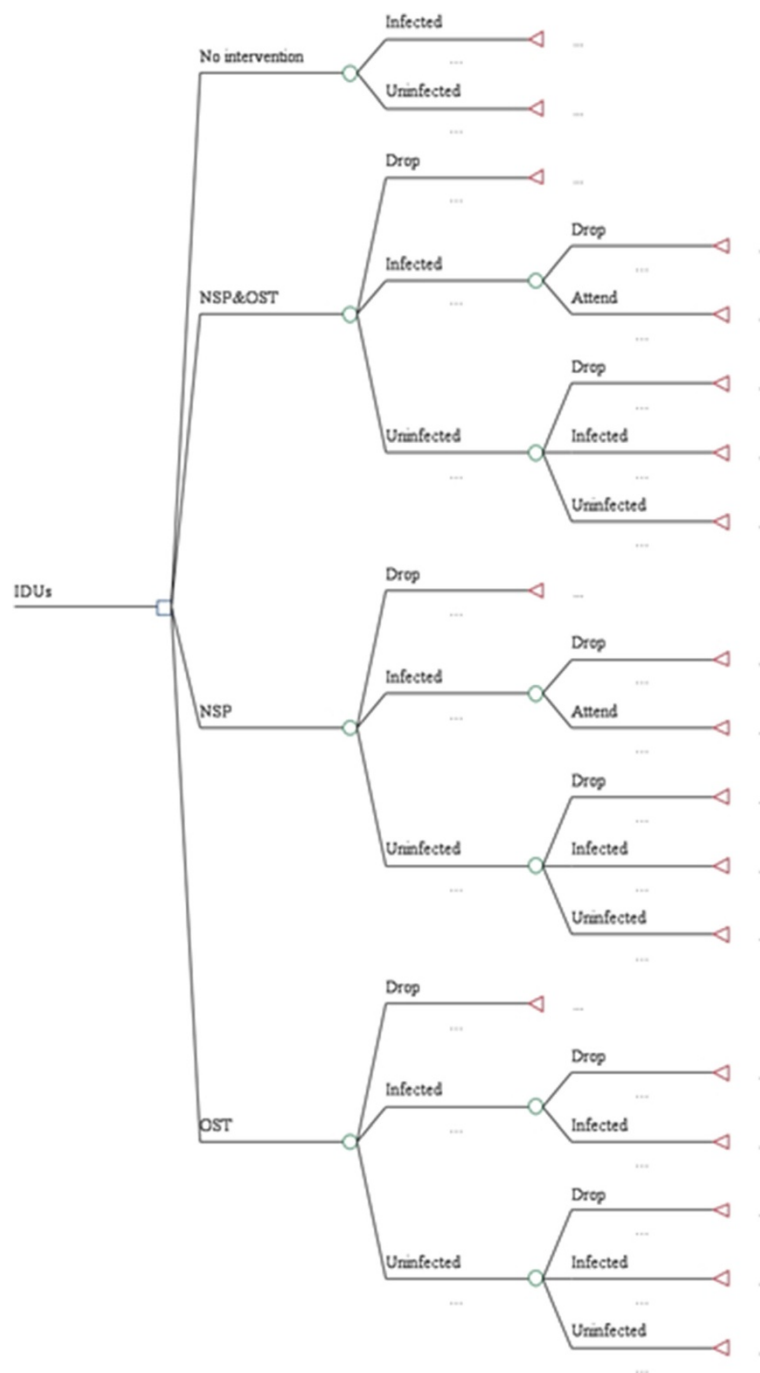 Infected
...
No intervention
...
Uninfected
...
...
Drop
...
...
Drop
...
Infected
...
NSP&OST
Attend
...
Drop
...
Uninfected
...
Infected
...
Uninfected
...
Drop
...
...
IDUs
Drop
...
Infected
...
NSP
Attend
...
Drop
...
Uninfected
...
Infected
...
Uninfected
...
Drop
...
...
Drop
...
Infected
...
OST
Infected
...
Drop
...
Uninfected
...
Infected
...
Uninfected
...